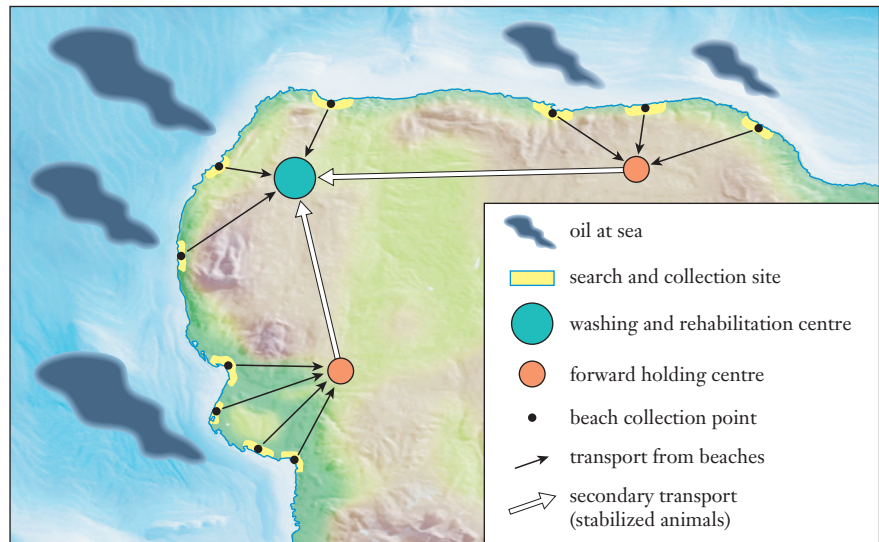 oil at sea
search and collection site
washing and rehabilitation centre
forward holding centre
beach collection point
transport from beaches
secondary transport
(stabilized animals)